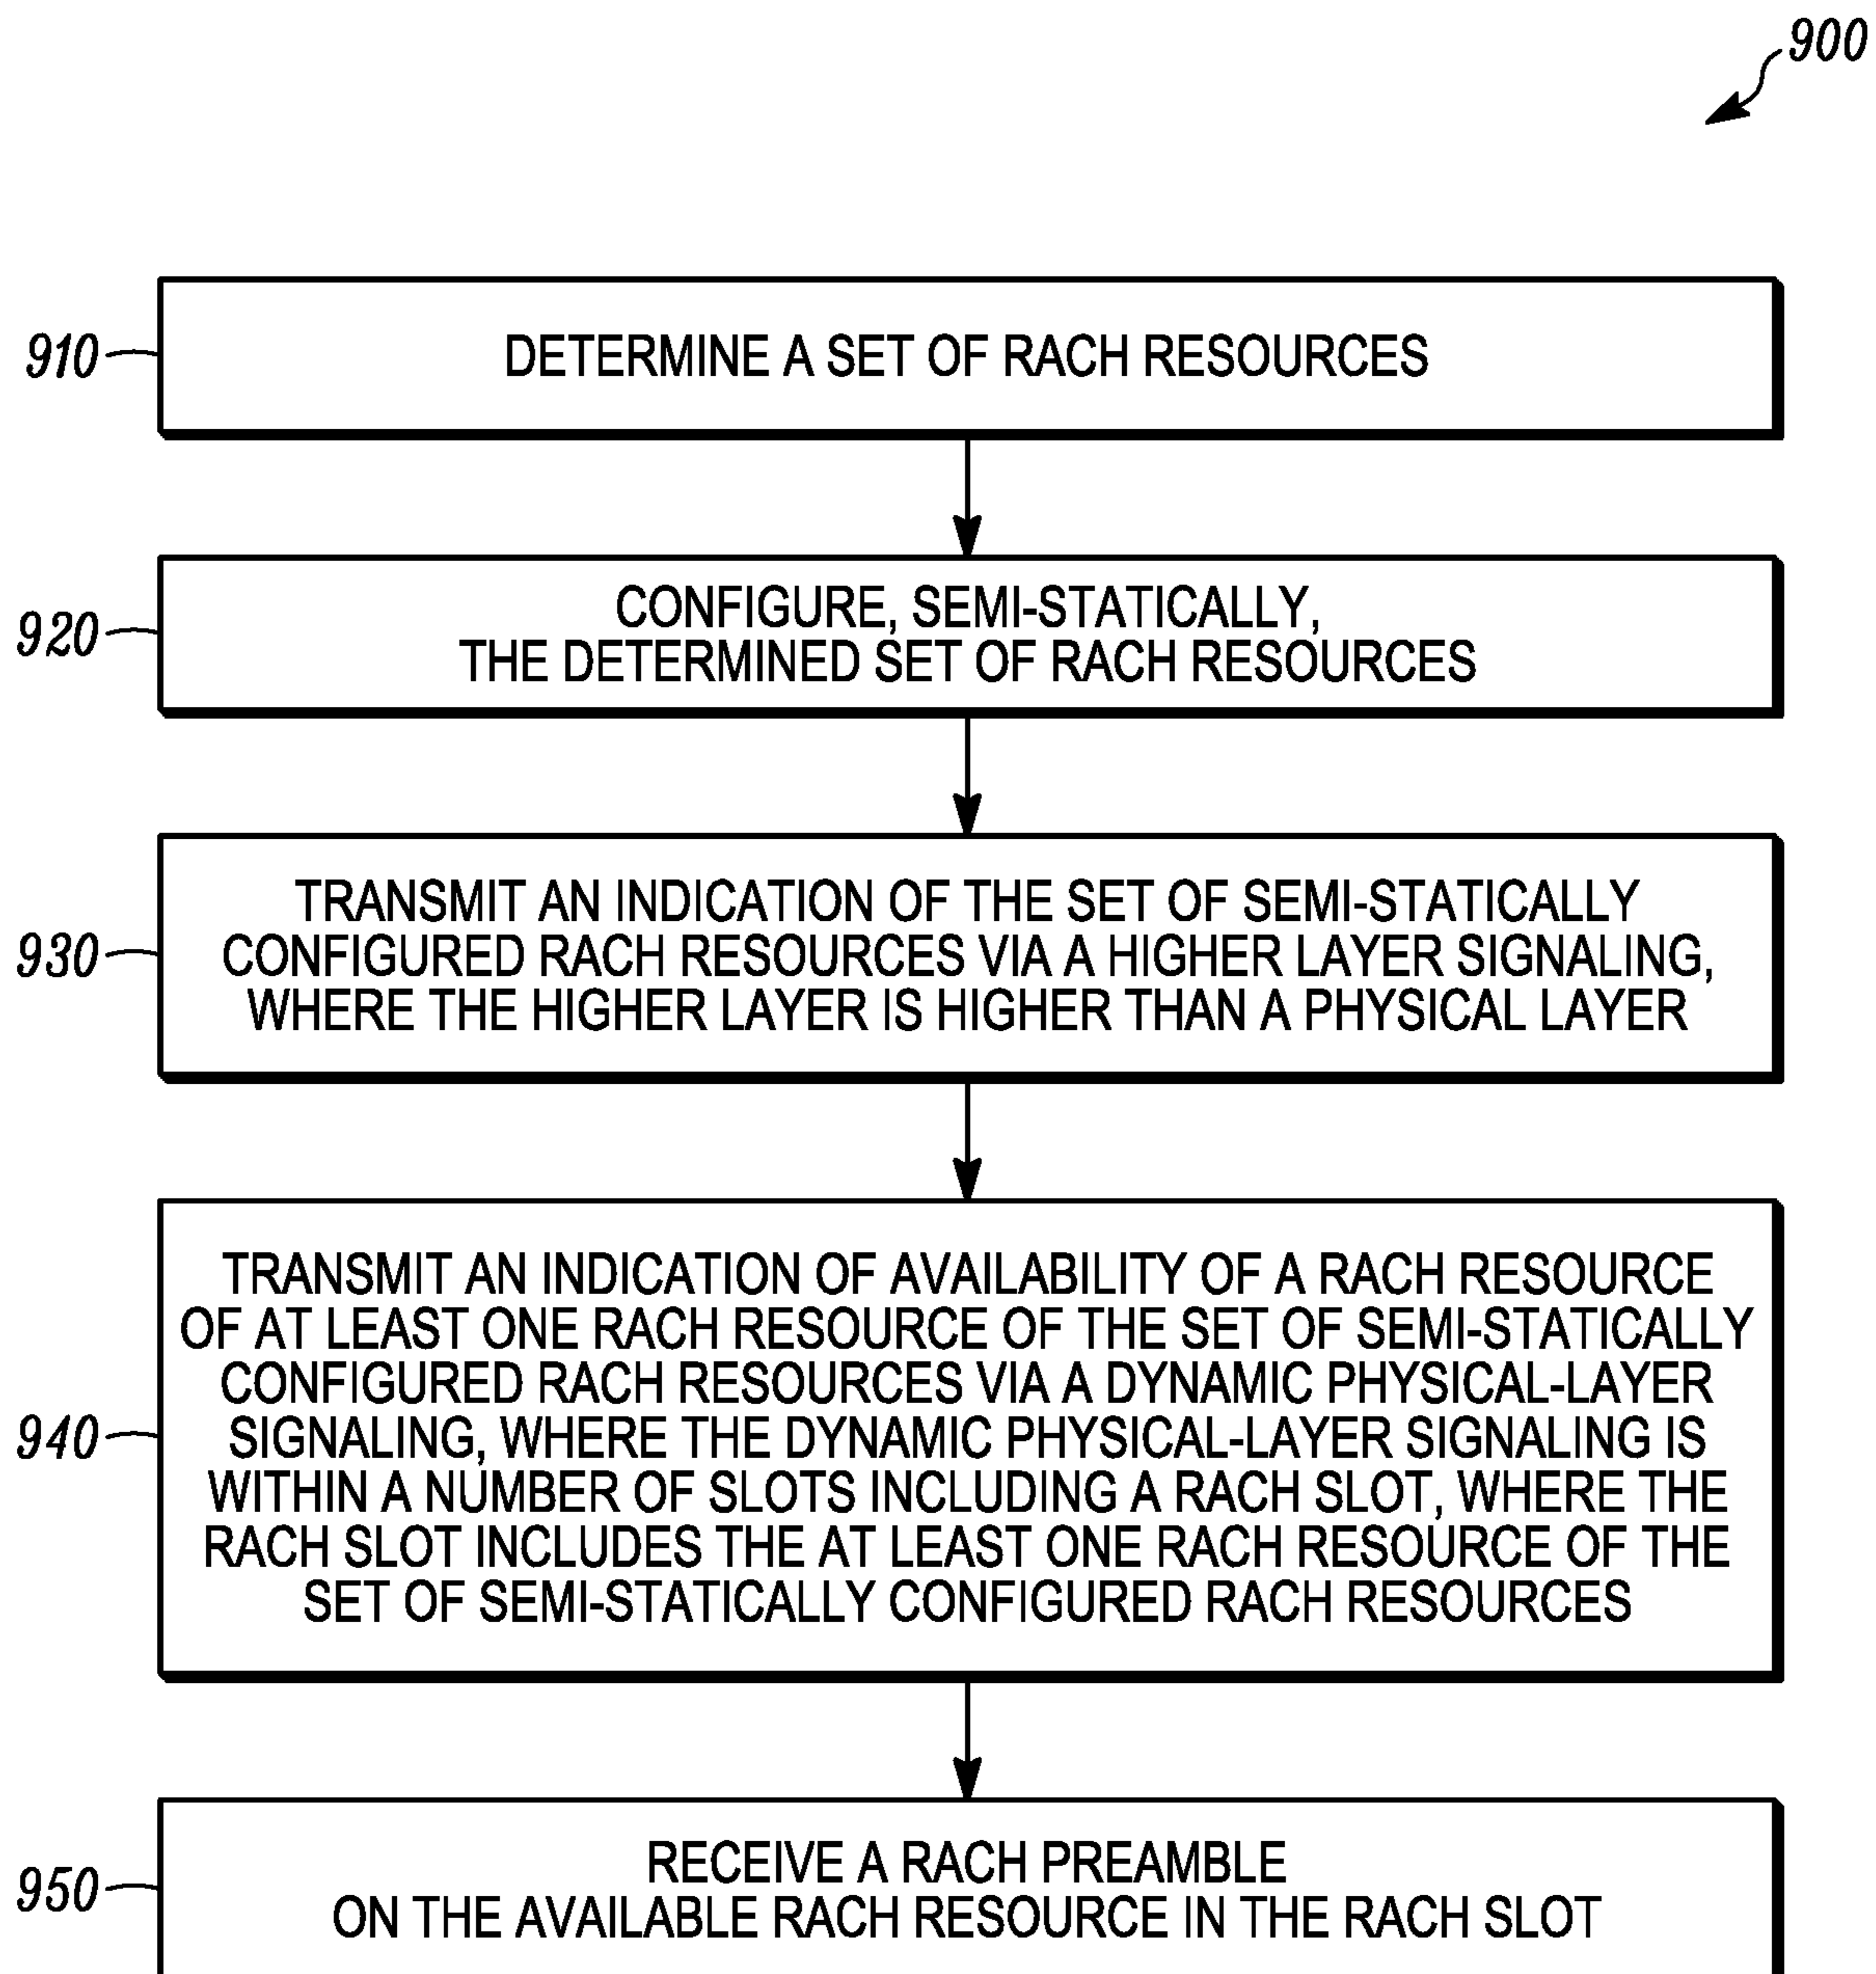 900
910
DETERMINE A SET OF RACH RESOURCES
920
CONFIGURE, SEMI-STATICALLY,
THE DETERMINED SET OF RACH RESOURCES
930
TRANSMIT AN INDICATION OF THE SET OF SEMI-STATICALLY
CONFIGURED RACH RESOURCES VIA A HIGHER LAYER SIGNALING,
WHERE THE HIGHER LAYER IS HIGHER THAN A PHYSICAL LAYER
940
TRANSMIT AN INDICATION OF AVAILABILITY OF A RACH RESOURCE
OF AT LEAST ONE RACH RESOURCE OF THE SET OF SEMI-STATICALLY
CONFIGURED RACH RESOURCES VIA A DYNAMIC PHYSICAL-LAYER
SIGNALING, WHERE THE DYNAMIC PHYSICAL-LAYER SIGNALING IS
WITHIN A NUMBER OF SLOTS INCLUDING A RACH SLOT, WHERE THE
RACH SLOT INCLUDES THE AT LEAST ONE RACH RESOURCE OF THE
SET OF SEMI-STATICALLY CONFIGURED RACH RESOURCES
950
RECEIVE A RACH PREAMBLE
ON THE AVAILABLE RACH RESOURCE IN THE RACH SLOT